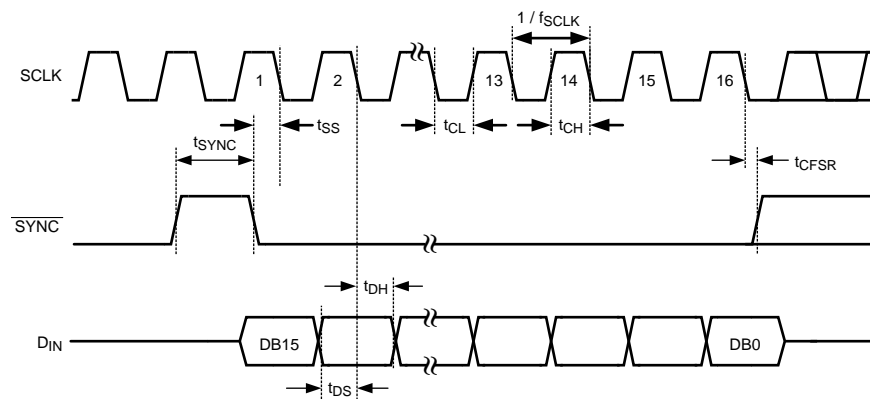 1 / fSCLK
SCLK
1 2 13 14 15 16
tSS tCL tCH
tSYNC
tCFSR
SYNC
tDH
DIN
DB15 DB0
tDS